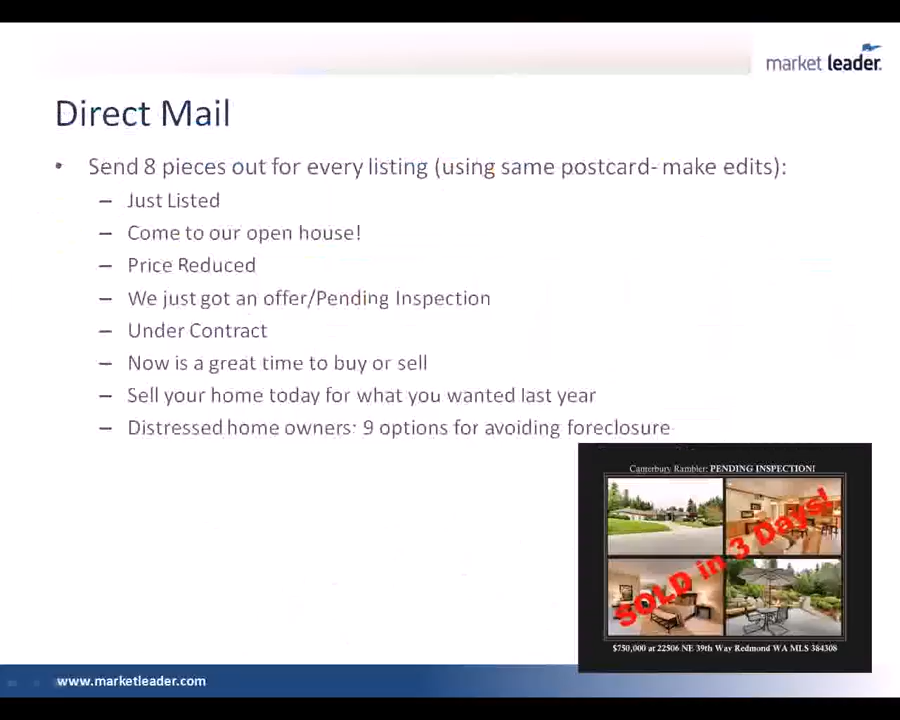 market leader.
Direct Mail
• Send 8 pieces out for every listing (using same postcard- make edits):
– Just Listed
– Come to our open house!
– Price Reduced
– We just got an offer/Pending Inspection
– Under Contract
– Now is a great time to buy or sell
– Sell your home today for what you wanted last year
– Distressed home owners: 9 options for avoiding foreclosure
Canterbury Rambler: PENDING INSPECTION!
SOLD in 3 Days!
$750,000 at 22506 NE 39th Way Redmond WA MLS 384308
www.marketleader.com